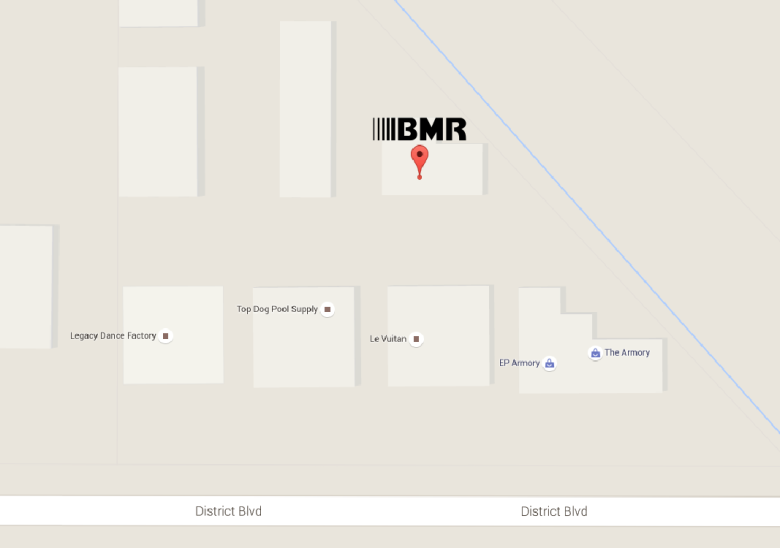 BMR
Top Dog Pool Supply
Legacy Dance Factory
Le Vuitan
The Armory
EP Armory
District Blvd
District Blvd